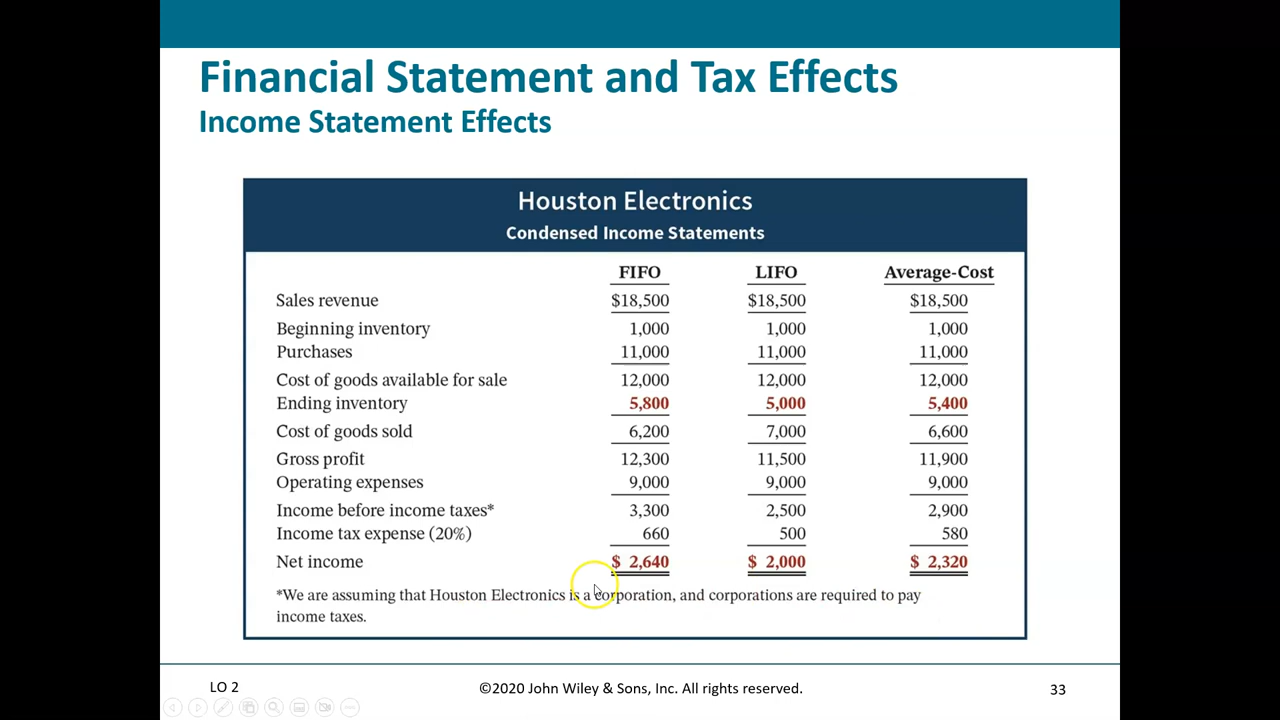 Financial Statement and Tax Effects
Income Statement Effects
Houston Electronics
Condensed Income Statements
FIFO LIFO Average-Cost
Sales revenue $18,500 $18,500 $18,500
Beginning inventory 1,000 1,000 1,000
Purchases 11,000 11,000 11,000
Cost of goods available for sale 12,000 12,000 12,000
Ending inventory 5,800 5,000 5,400
Cost of goods sold 6,200 7,000 6,600
Gross profit 12,300 11,500 11,900
Operating expenses 9,000 9,000 9,000
Income before income taxes* 3,300 2,500 2,900
Income tax expense (20%) 660 500 580
Net income $ 2,640 $ 2,000 $ 2,320
*We are assuming that Houston Electronics is a corporation, and corporations are required to pay
income taxes.
LO 2 ©2020 John Wiley & Sons, Inc. All rights reserved. 33